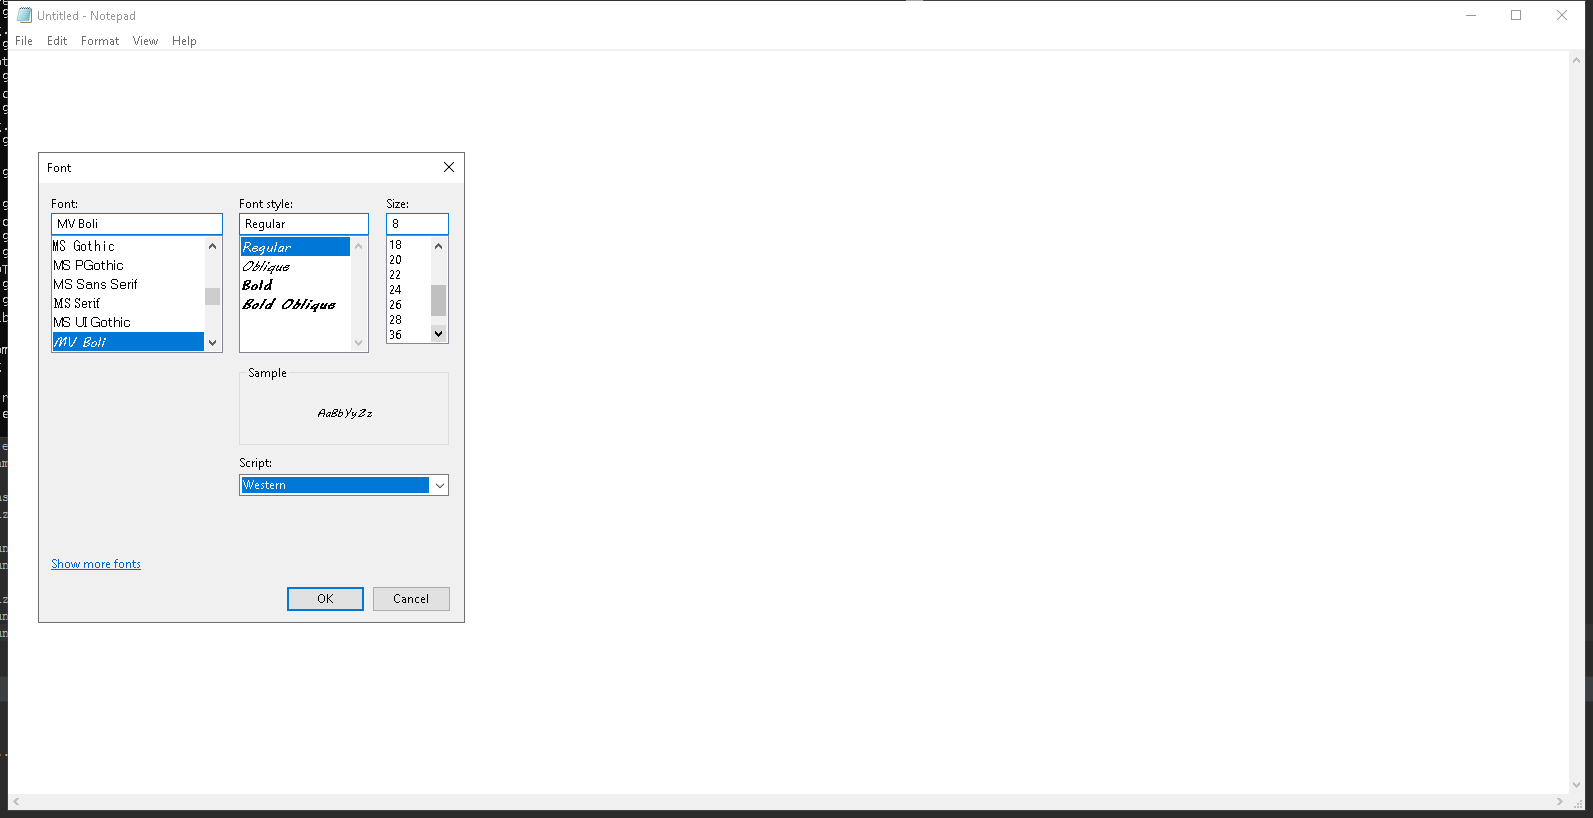 Untitled - Notepad
File Edit Format View Help
Font
Font: Font style: Size:
MV Boli Regular 8
MS Gothic
MS PGothic
MS Sans Serif
MS Serif
MS UI Gothic
MV Boli
Regular
Oblique
Bold
Bold Oblique
18
20
22
24
26
28
36
Sample
AaBbYyZz
Script:
Western
Show more fonts
OK Cancel